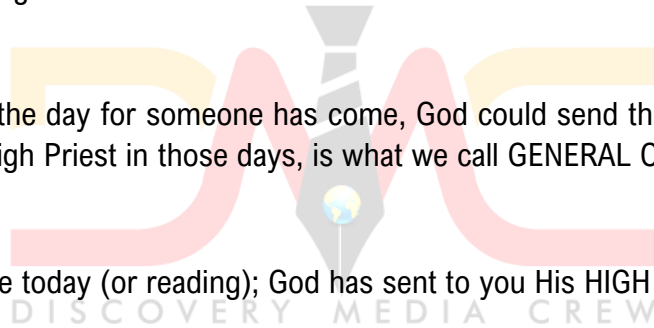 g
the day for someone has come, God could send th
igh Priest in those days, is what we call GENERAL C
e today (or reading); God has sent to you His HIGH
DISCOVERY MEDIA CREW